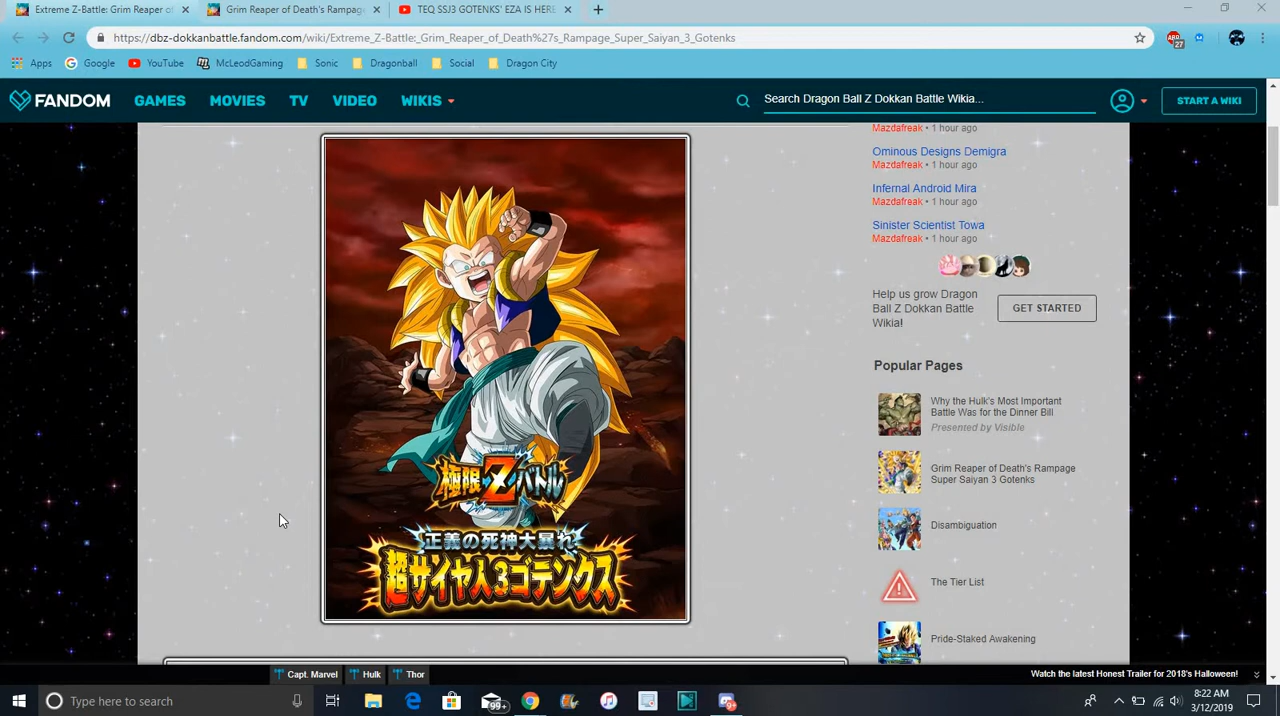 Extreme Z-Battle: Grim Reaper of
Grim Reaper of Death's Rampage
TEQ SSJ3 GOTENKS' EZA IS HERE
https://dbz-dokkanbattle.fandom.com/wiki/Extreme_Z-Battle:_Grim_Reaper_of_Death%27s_Rampage_Super_Saiyan_3_Gotenks
27
Apps
Google
YouTube
McLeodGaming
Sonic
Dragonball
Social
Dragon City
FANDOM
GAMES
MOVIES
TV
VIDEO
WIKIS
Search Dragon Ball Z Dokkan Battle Wikia...
START A WIKI
極限Zバトル
正義の死神大暴れ
超サイヤ人3ゴテンクス
Mazdafreak • 1 hour ago
Ominous Designs Demigra
Mazdafreak • 1 hour ago
Infernal Android Mira
Mazdafreak • 1 hour ago
Sinister Scientist Towa
Mazdafreak • 1 hour ago
Help us grow Dragon
Ball Z Dokkan Battle
Wikia!
GET STARTED
Popular Pages
Why the Hulk's Most Important
Battle Was for the Dinner Bill
Presented by Visible
Grim Reaper of Death's Rampage
Super Saiyan 3 Gotenks
Disambiguation
The Tier List
Pride-Staked Awakening
Capt. Marvel
Hulk
Thor
Watch the latest Honest Trailer for 2018's Halloween!
Type here to search
99+
9+
8:22 AM
3/12/2019